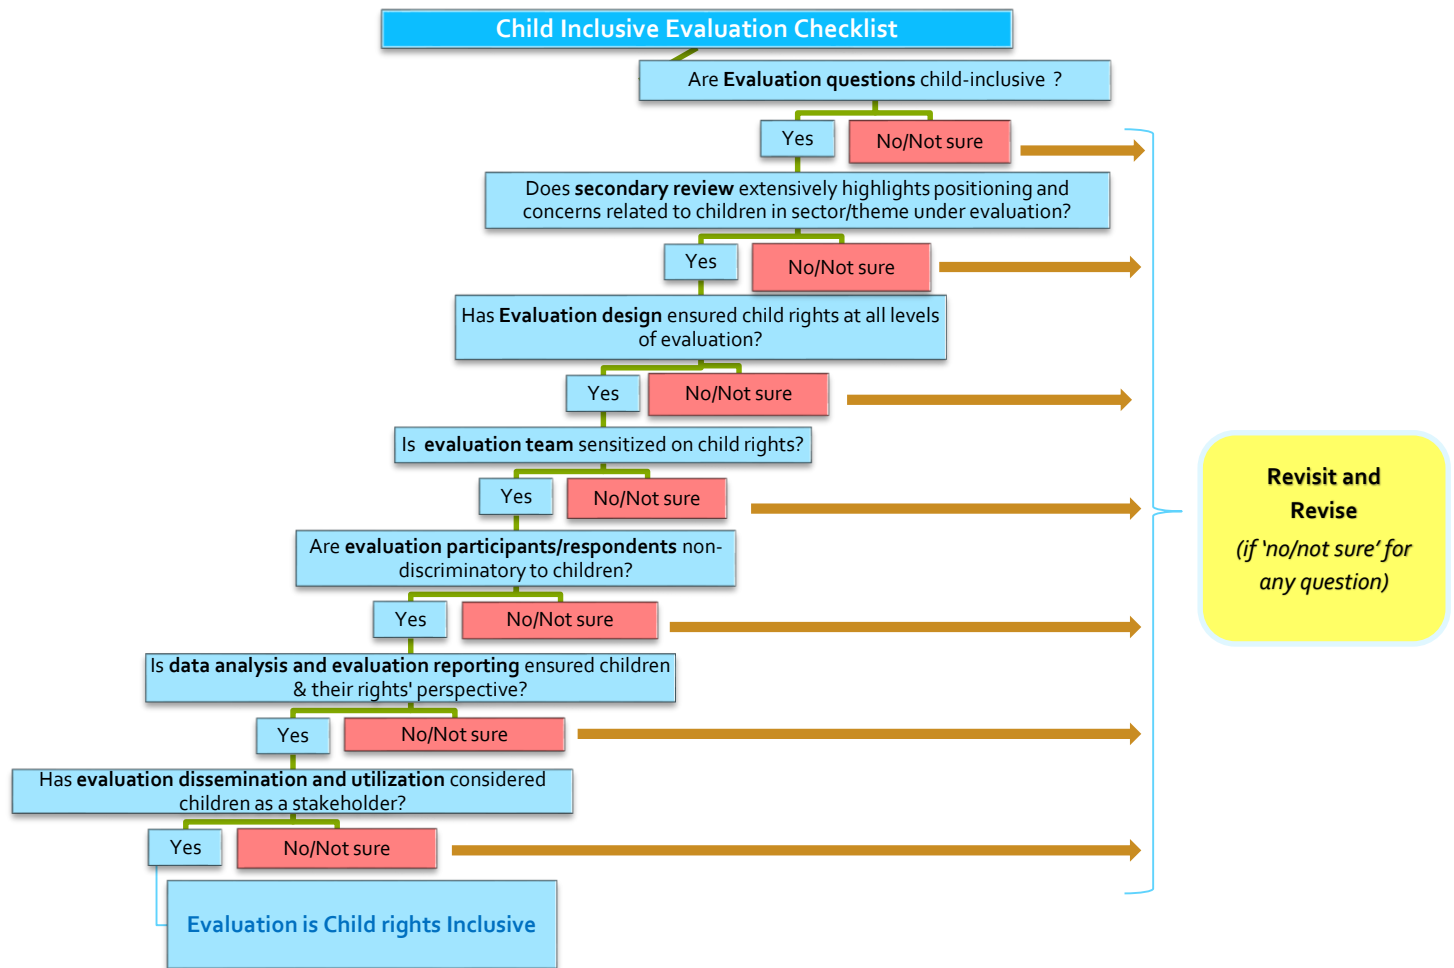 Child Inclusive Evaluation Checklist
Are Evaluation questions child-inclusive  ?
Yes
No/Not sure
Does secondary review extensively highlights positioning and
concerns related to children in sector/theme under evaluation?
Yes
No/Not sure
Has Evaluation design ensured child rights at all levels
of evaluation?
Yes
No/Not sure
Is  evaluation team sensitized on child rights?
Yes
No/Not sure
Are evaluation participants/respondents non-
discriminatory to children?
Yes
No/Not sure
Is data analysis and evaluation reporting ensured children
& their rights' perspective?
Yes
No/Not sure
Has evaluation dissemination and utilization considered
children as a stakeholder?
Yes
No/Not sure
Evaluation is Child rights Inclusive
Revisit and
Revise
(if ‘no/not sure’ for
any question)